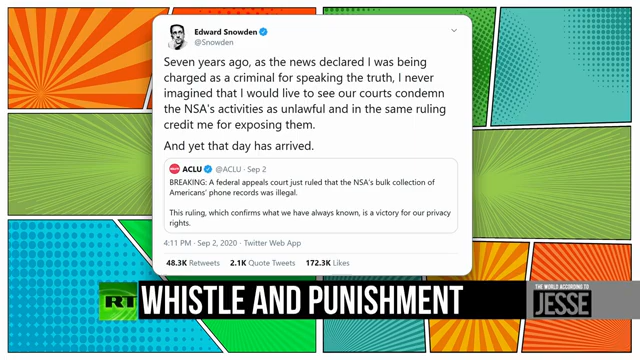 Edward Snowden
@Snowden
Seven years ago, as the news declared I was being
charged as a criminal for speaking the truth, I never
imagined that I would live to see our courts condemn
the NSA's activities as unlawful and in the same ruling
credit me for exposing them.
And yet that day has arrived.
ACLU @ACLU · Sep 2
BREAKING: A federal appeals court just ruled that the NSA's bulk collection of
Americans' phone records was illegal.
This ruling, which confirms what we have always known, is a victory for our privacy
rights.
4:11 PM · Sep 2, 2020 · Twitter Web App
48.3K Retweets 2.1K Quote Tweets 172.3K Likes
RT WHISTLE AND PUNISHMENT
THE WORLD ACCORDING TO
JESSE